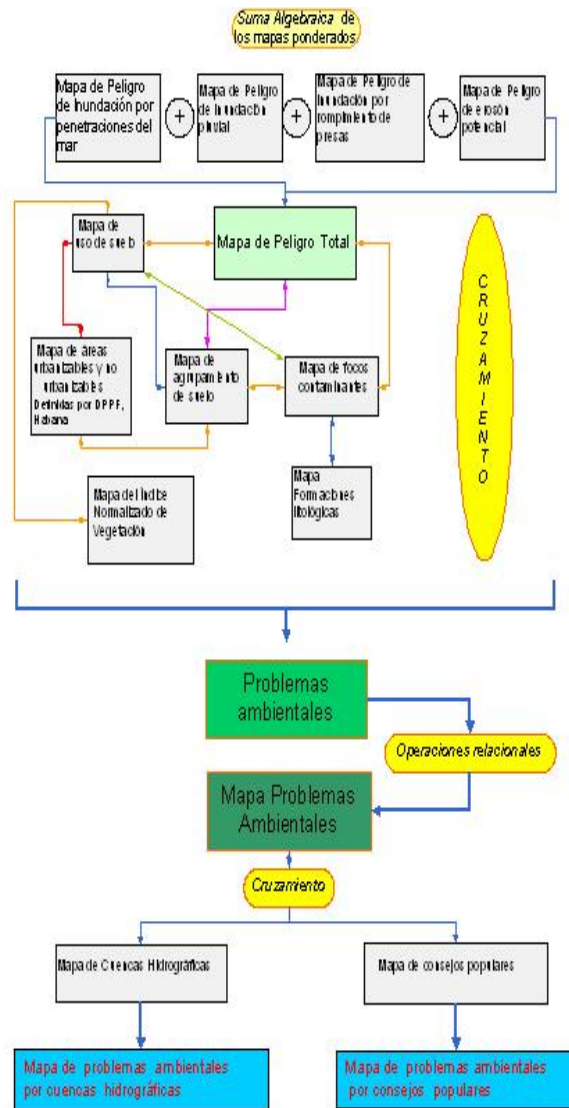 Suma Algebraica de
los mapas ponderados
Mapa de Peligro
de Inundación por
penetraciones del
mar
+
Mapa de Peligro
de Inundación
pluvial
+
Mapa de Peligro de
Inundación por
rompimiento de
presas
+
Mapa de Peligro
de erosón
potencial
Mapa de
uso de suelo
Mapa de Peligro Total
CRUZAMIENTO
Mapa de áreas
urbanizables y no
urbanizables
Definidas por DPPF,
Habana
Mapa de
agrupamiento
de suelo
Mapa de focos
contaminantes
Mapa del Índice
Normalizado de
Vegetación
Mapa
Formaciones
litológicas
Problemas
ambientales
Operaciones relacionales
Mapa Problemas
Ambientales
Cruzamiento
Mapa de Cuencas Hidrográficas
Mapa de consejos populares
Mapa de problemas ambientales
por cuencas hidrográficas
Mapa de problemas ambientales
por consejos populares